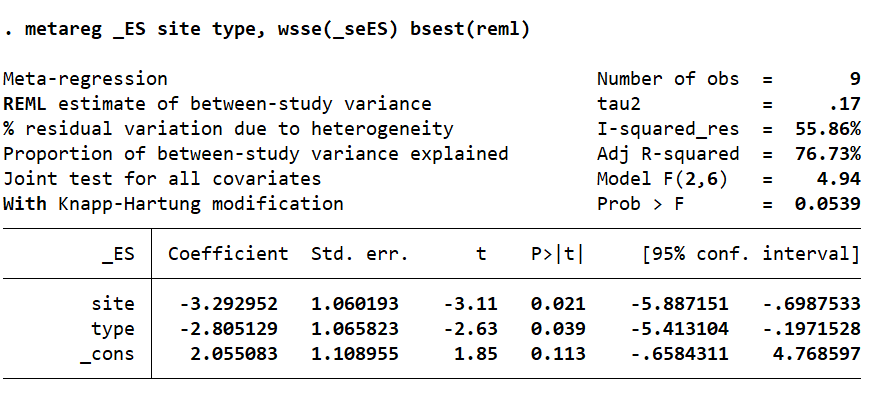 . metareg _ES site type, wsse(_seES) bsest(reml)
Meta-regression Number of obs = 9
REML estimate of between-study variance tau2 = .17
% residual variation due to heterogeneity I-squared_res = 55.86%
Proportion of between-study variance explained Adj R-squared = 76.73%
Joint test for all covariates Model F(2,6) = 4.94
With Knapp-Hartung modification Prob > F = 0.0539
_ES Coefficient Std. err. t P>|t| [95% conf. interval]
site -3.292952 1.060193 -3.11 0.021 -5.887151 -.6987533
type -2.805129 1.065823 -2.63 0.039 -5.413104 -.1971528
_cons 2.055083 1.108955 1.85 0.113 -.6584311 4.768597